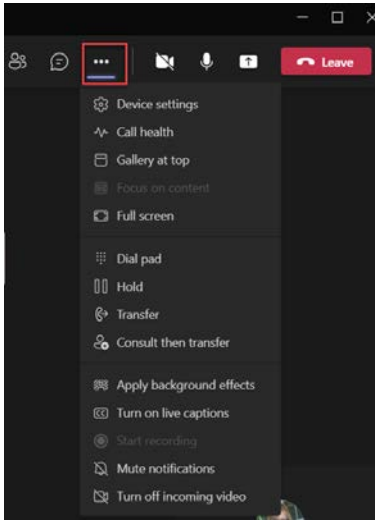 Leave
Device settings
Call health
Gallery at top
Focus on content
Full screen
Dial pad
Hold
Transfer
Consult then transfer
Apply background effects
CC Turn on live captions
Start recording
Mute notifications
Turn off incoming video